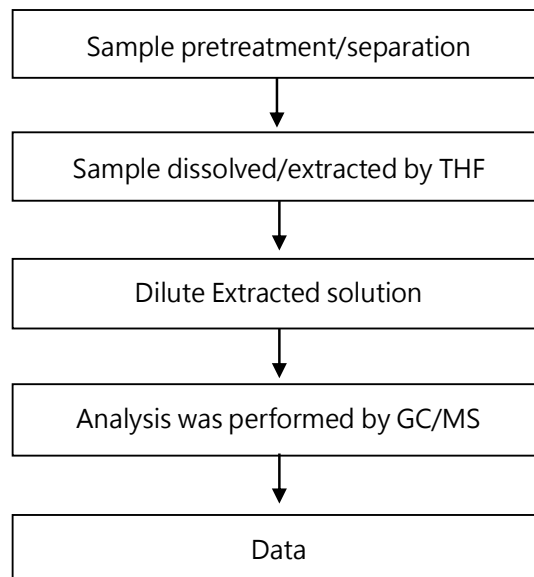 Sample pretreatment/separation
Sample dissolved/extracted by THF
Dilute Extracted solution
Analysis was performed by GC/MS
Data